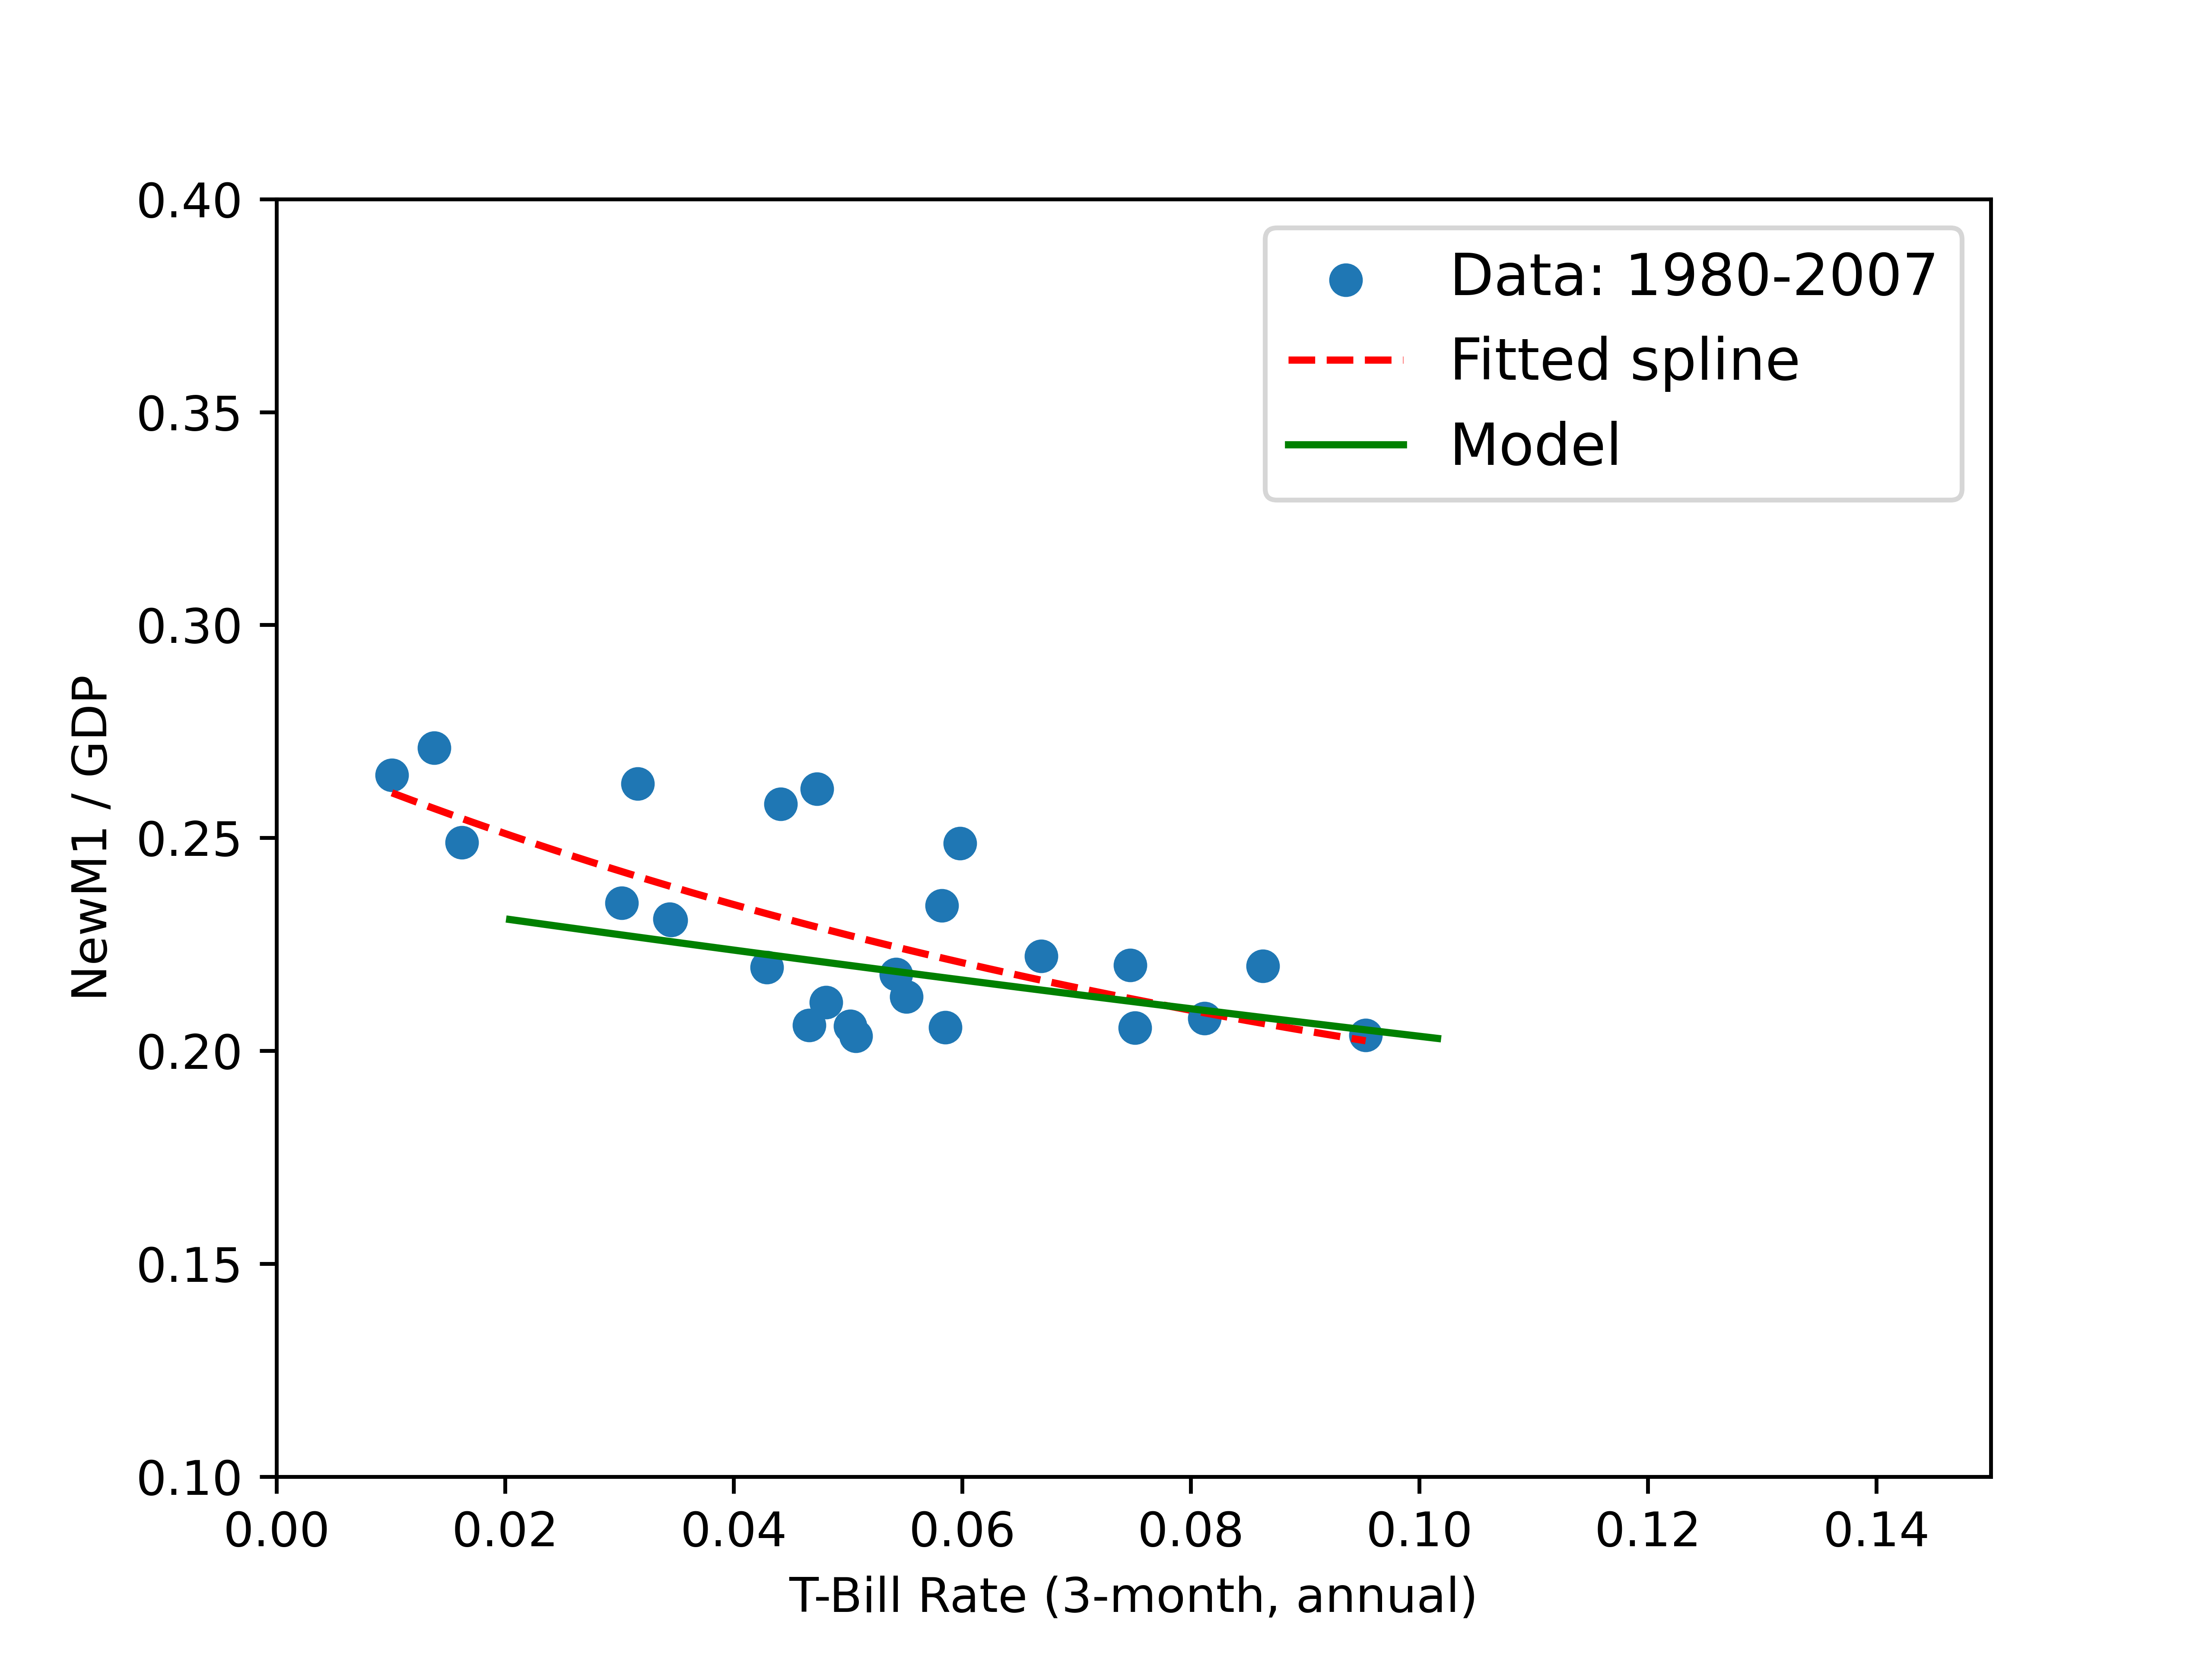 0.40
0.35
0.30
0.25
0.20
0.15
0.10
NewM1 / GDP
Data: 1980-2007
Fitted spline
Model
0.00 0.02 0.04 0.06 0.08 0.10 0.12 0.14
T-Bill Rate (3-month, annual)